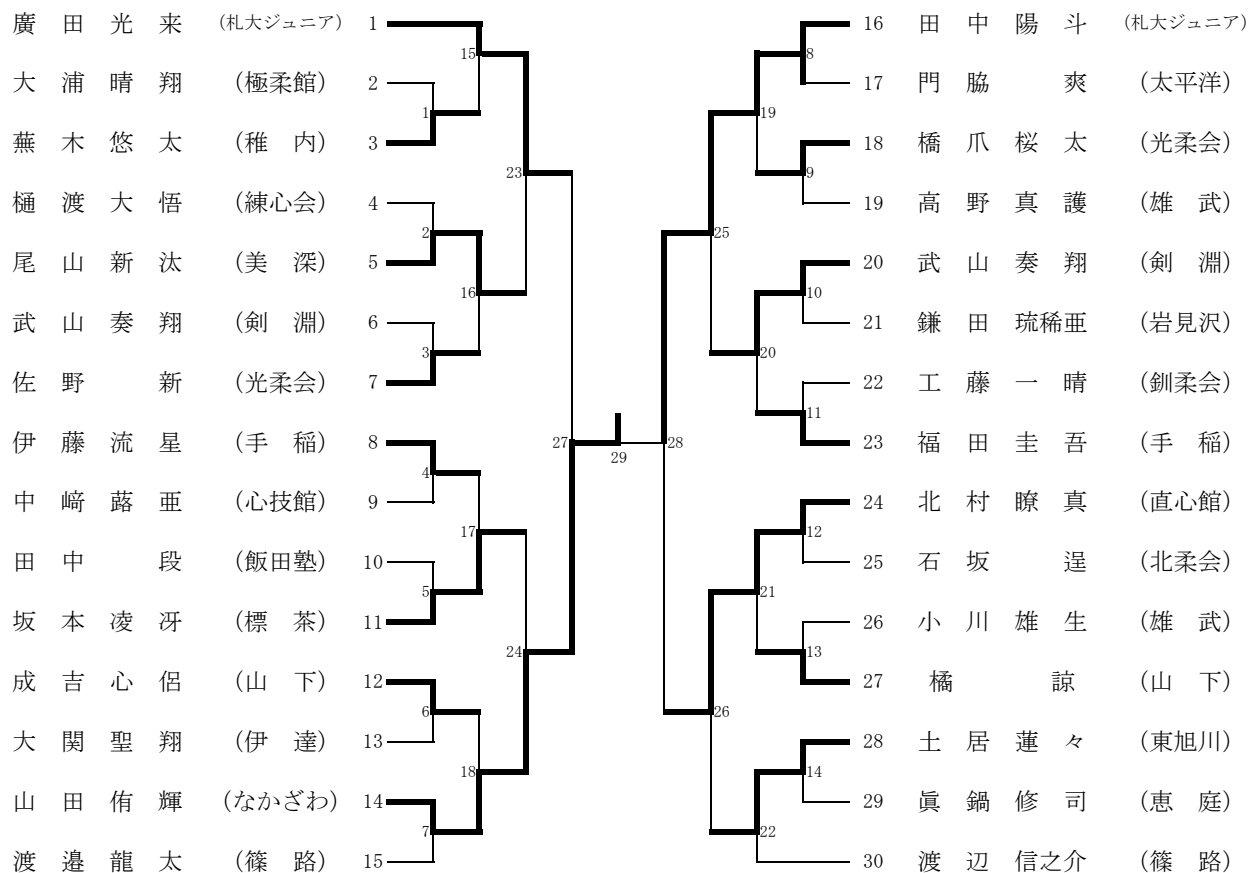 廣田光来 (札大ジュニア) 1
大浦晴翔 (極柔館) 2
蕪木悠太 (稚内) 3
樋渡大悟 (練心会) 4
尾山新汰 (美深) 5
武山奏翔 (剣淵) 6
佐野新 (光柔会) 7
伊藤流星 (手稲) 8
中﨑蕗亜 (心技館) 9
田中段 (飯田塾) 10
坂本凌冴 (標茶) 11
成吉心侶 (山下) 12
大関聖翔 (伊達) 13
山田侑輝 (なかざわ) 14
渡邉龍太 (篠路) 15
15
1
23
2
16
3
27
4
17
5
24
6
18
7
29
28
8
19
9
25
10
20
11
12
21
13
26
14
22
16 田中陽斗 (札大ジュニア)
17 門脇爽 (太平洋)
18 橋爪桜太 (光柔会)
19 高野真護 (雄武)
20 武山奏翔 (剣淵)
21 鎌田琉稀亜 (岩見沢)
22 工藤一晴 (釧柔会)
23 福田圭吾 (手稲)
24 北村瞭真 (直心館)
25 石坂逞 (北柔会)
26 小川雄生 (雄武)
27 橘諒 (山下)
28 土居蓮々 (東旭川)
29 眞鍋修司 (恵庭)
30 渡辺信之介 (篠路)